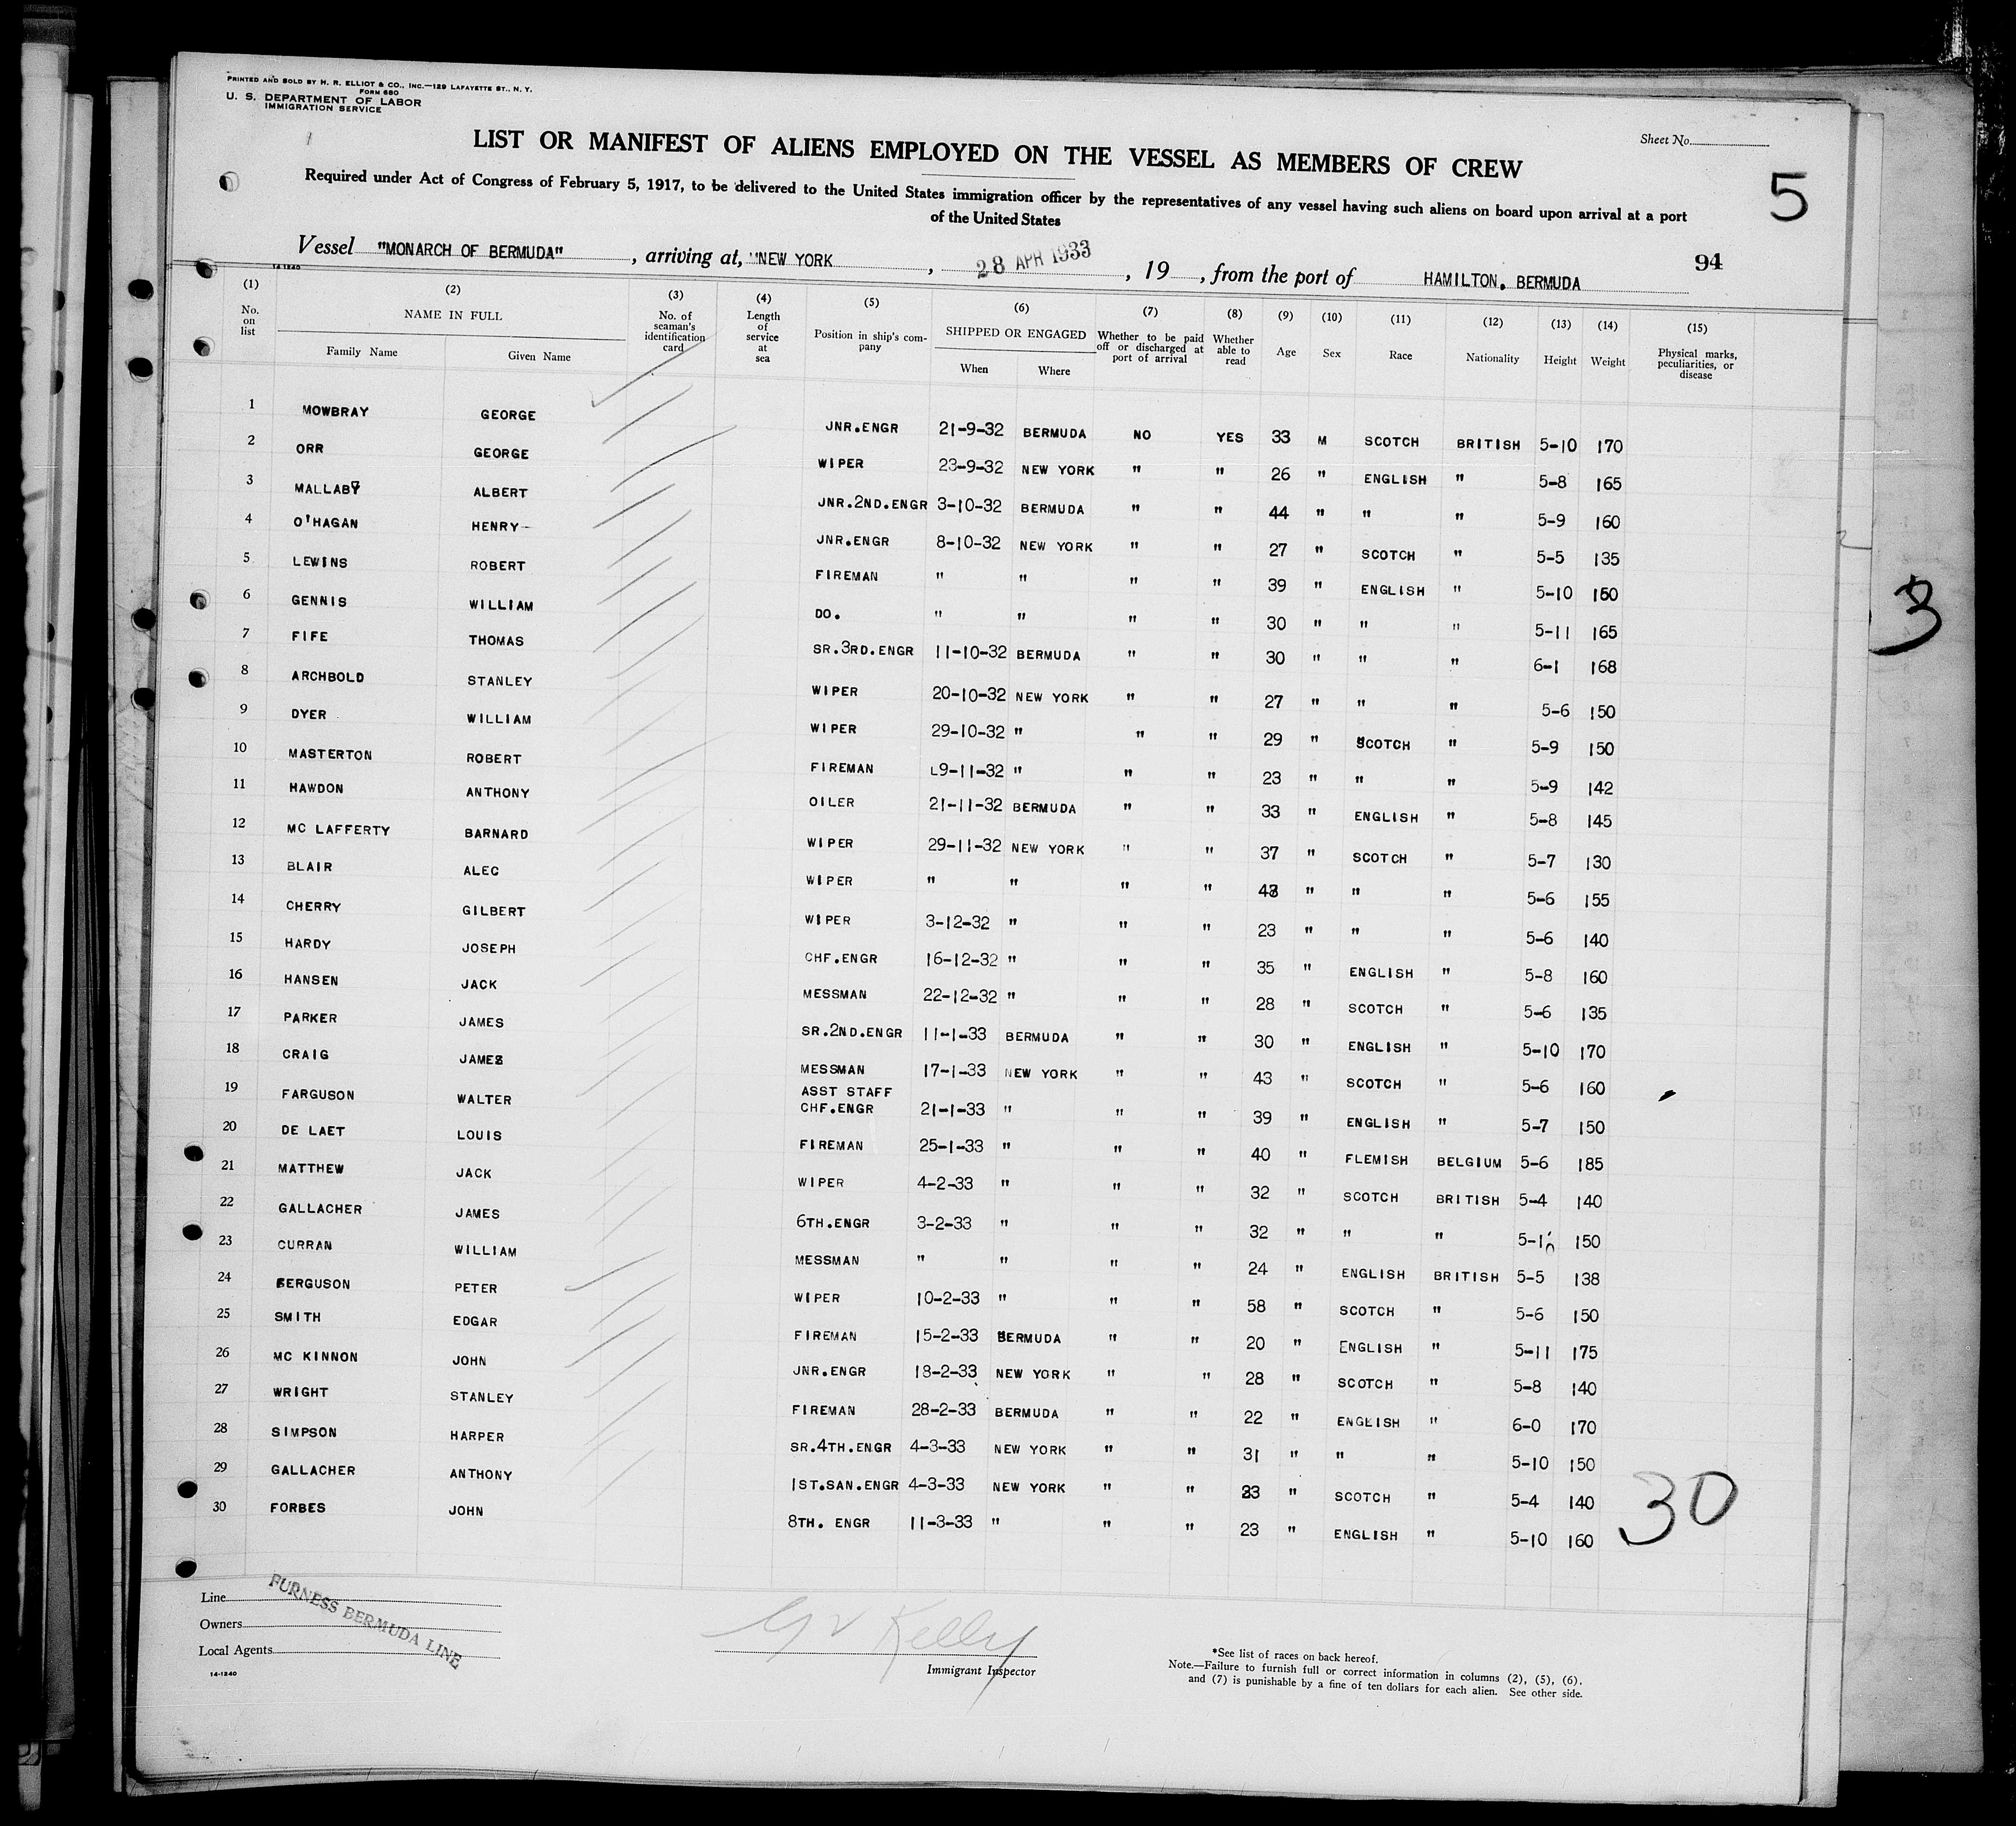 PRINTED AND SOLD BY H. R. ELLIOT & CO., INC.—129 LAFAYETTE ST., N. Y.
FORM 680
U. S. DEPARTMENT OF LABOR
IMMIGRATION SERVICE
Sheet No.
LIST OR MANIFEST OF ALIENS EMPLOYED ON THE VESSEL AS MEMBERS OF CREW
5
Required under Act of Congress of February 5, 1917, to be delivered to the United States immigration officer by the representatives of any vessel having such aliens on board upon arrival at a port
of the United States
Vessel "MONARCH OF BERMUDA", arriving at, "NEW YORK, 28 APR 1933, 19, from the port of HAMILTON, BERMUDA 94
14-1240
(1) No. on list (2) NAME IN FULL Family Name Given Name (3) No. of seaman's identification card (4) Length of service at sea (5) Position in ship's company (6) SHIPPED OR ENGAGED When Where (7) Whether to be paid off or discharged at port of arrival (8) Whether able to read (9) Age (10) Sex (11) Race (12) Nationality (13) Height (14) Weight (15) Physical marks, peculiarities, or disease
1 MOWBRAY GEORGE JNR.ENGR 21-9-32 BERMUDA NO YES 33 M SCOTCH BRITISH 5-10 170
2 ORR GEORGE WIPER 23-9-32 NEW YORK " " 26 " ENGLISH " 5-8 165
3 MALLABY ALBERT JNR.2ND.ENGR 3-10-32 BERMUDA " " 44 " " " 5-9 160
4 O'HAGAN HENRY JNR.ENGR 8-10-32 NEW YORK " " 27 " SCOTCH " 5-5 135
5 LEWINS ROBERT FIREMAN " " " " 39 " ENGLISH " 5-10 150
6 GENNIS WILLIAM DO. " " " " 30 " " " 5-11 165
7 FIFE THOMAS SR.3RD.ENGR 11-10-32 BERMUDA " " 30 " " " 6-1 168
8 ARCHBOLD STANLEY WIPER 20-10-32 NEW YORK " " 27 " " " 5-6 150
9 DYER WILLIAM WIPER 29-10-32 " " " 29 " SCOTCH " 5-9 150
10 MASTERTON ROBERT FIREMAN 19-11-32 " " " 23 " " " 5-9 142
11 HAWDON ANTHONY OILER 21-11-32 BERMUDA " " 33 " ENGLISH " 5-8 145
12 MC LAFFERTY BARNARD WIPER 29-11-32 NEW YORK " " 37 " SCOTCH " 5-7 130
13 BLAIR ALEC WIPER " " " " " " " 5-6 155
14 CHERRY GILBERT WIPER 3-12-32 " " " 23 " " " 5-6 140
15 HARDY JOSEPH CHF.ENGR 16-12-32 " " " 35 " ENGLISH " 5-8 160
16 HANSEN JACK MESSMAN 22-12-32 " " " 28 " SCOTCH " 5-6 135
17 PARKER JAMES SR.2ND.ENGR 11-1-33 BERMUDA " " 30 " ENGLISH " 5-10 170
18 CRAIG JAMES MESSMAN 17-1-33 NEW YORK " " 43 " SCOTCH " 5-6 160
19 FARGUSON WALTER ASST STAFF CHF.ENGR 21-1-33 " " " 39 " ENGLISH " 5-7 150
20 DE LAET LOUIS FIREMAN 25-1-33 " " " 40 " FLEMISH BELGIUM 5-6 185
21 MATTHEW JACK WIPER 4-2-33 " " " 32 " SCOTCH BRITISH 5-4 140
22 GALLACHER JAMES 6TH.ENGR 3-2-33 " " " 32 " " " 150
23 CURRAN WILLIAM MESSMAN " " " " 24 " ENGLISH BRITISH 5-5 138
24 FERGUSON PETER WIPER 10-2-33 " " " 58 " SCOTCH " 5-6 150
25 SMITH EDGAR FIREMAN 15-2-33 BERMUDA " " 20 " ENGLISH " 5-11 175
26 MC KINNON JOHN JNR.ENGR 18-2-33 NEW YORK " " 28 " SCOTCH " 5-8 140
27 WRIGHT STANLEY FIREMAN 28-2-33 BERMUDA " " 22 " ENGLISH " 6-0 170
28 SIMPSON HARPER SR.4TH.ENGR 4-3-33 NEW YORK " " 31 " " " 5-10 150
29 GALLACHER ANTHONY 1ST.SAN.ENGR 4-3-33 NEW YORK " " " SCOTCH " 5-4 140
30 FORBES JOHN 8TH. ENGR 11-3-33 " " " 23 " ENGLISH " 5-10 160
30
3
Line
Owners
Local Agents
FURNESS BERMUDA LINE
14-1240
Kelly
Immigrant Inspector
*See list of races on back hereof.
Note.—Failure to furnish full or correct information in columns (2), (5), (6),
and (7) is punishable by a fine of ten dollars for each alien. See other side.